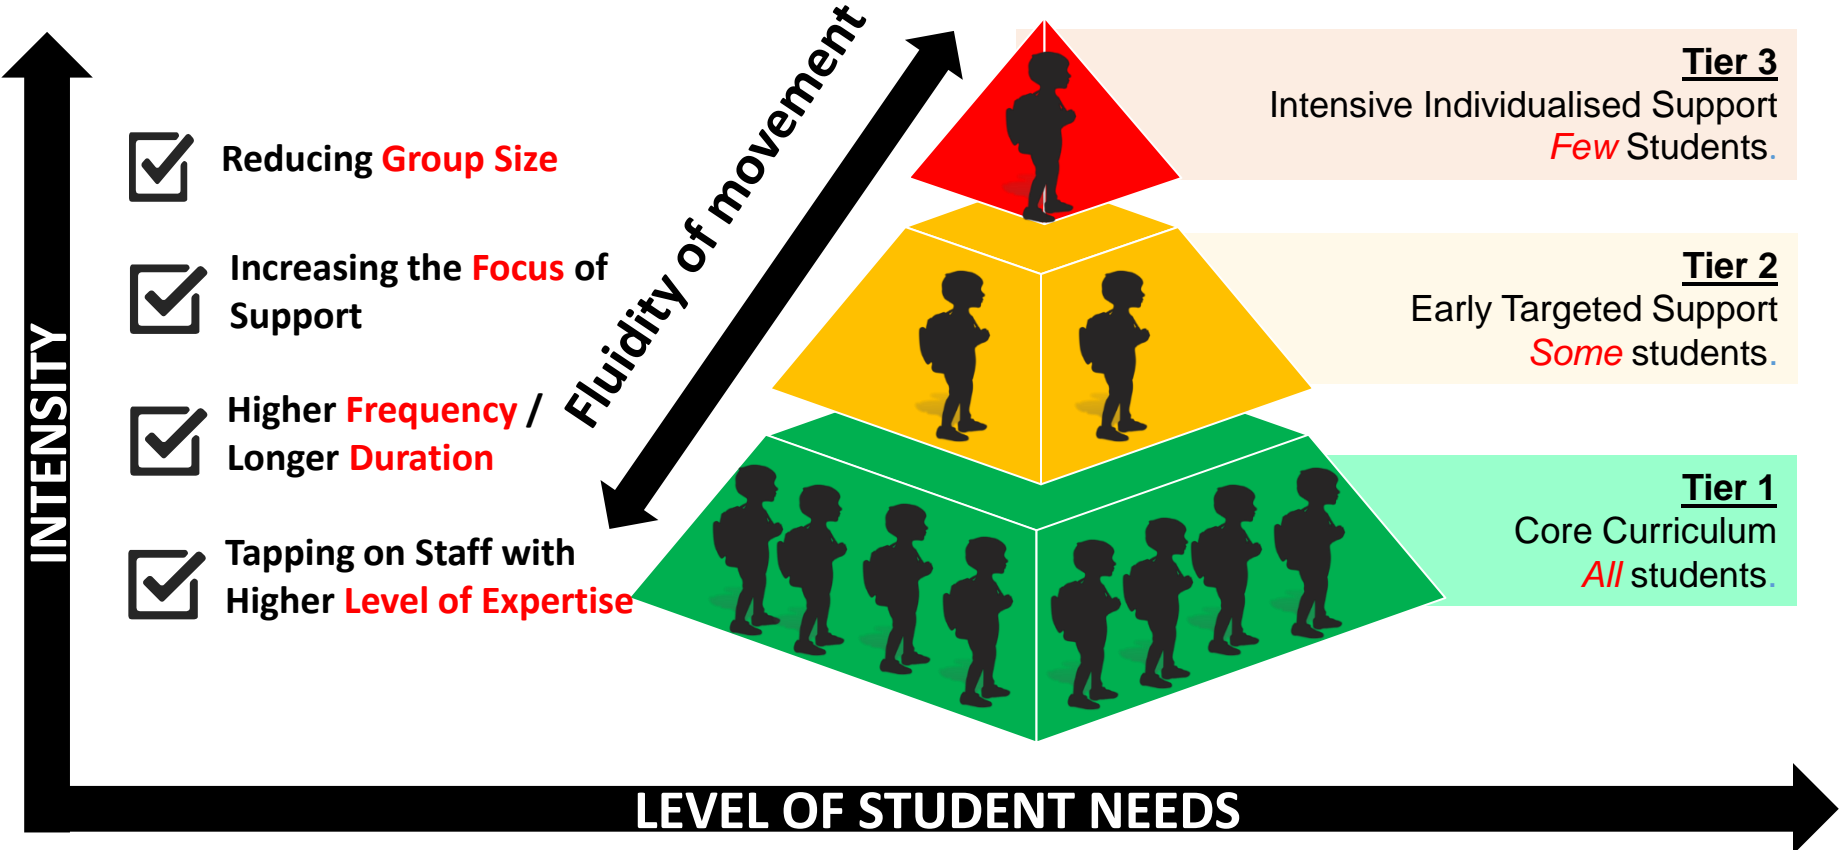 INTENSITY
Reducing Group Size
Increasing the Focus of
Support
Higher Frequency /
Longer Duration
Tapping on Staff with
Higher Level of Expertise
Fluidity of movement
Tier 3
Intensive Individualised Support
Few Students.
Tier 2
Early Targeted Support
Some students.
Tier 1
Core Curriculum
All students.
LEVEL OF STUDENT NEEDS